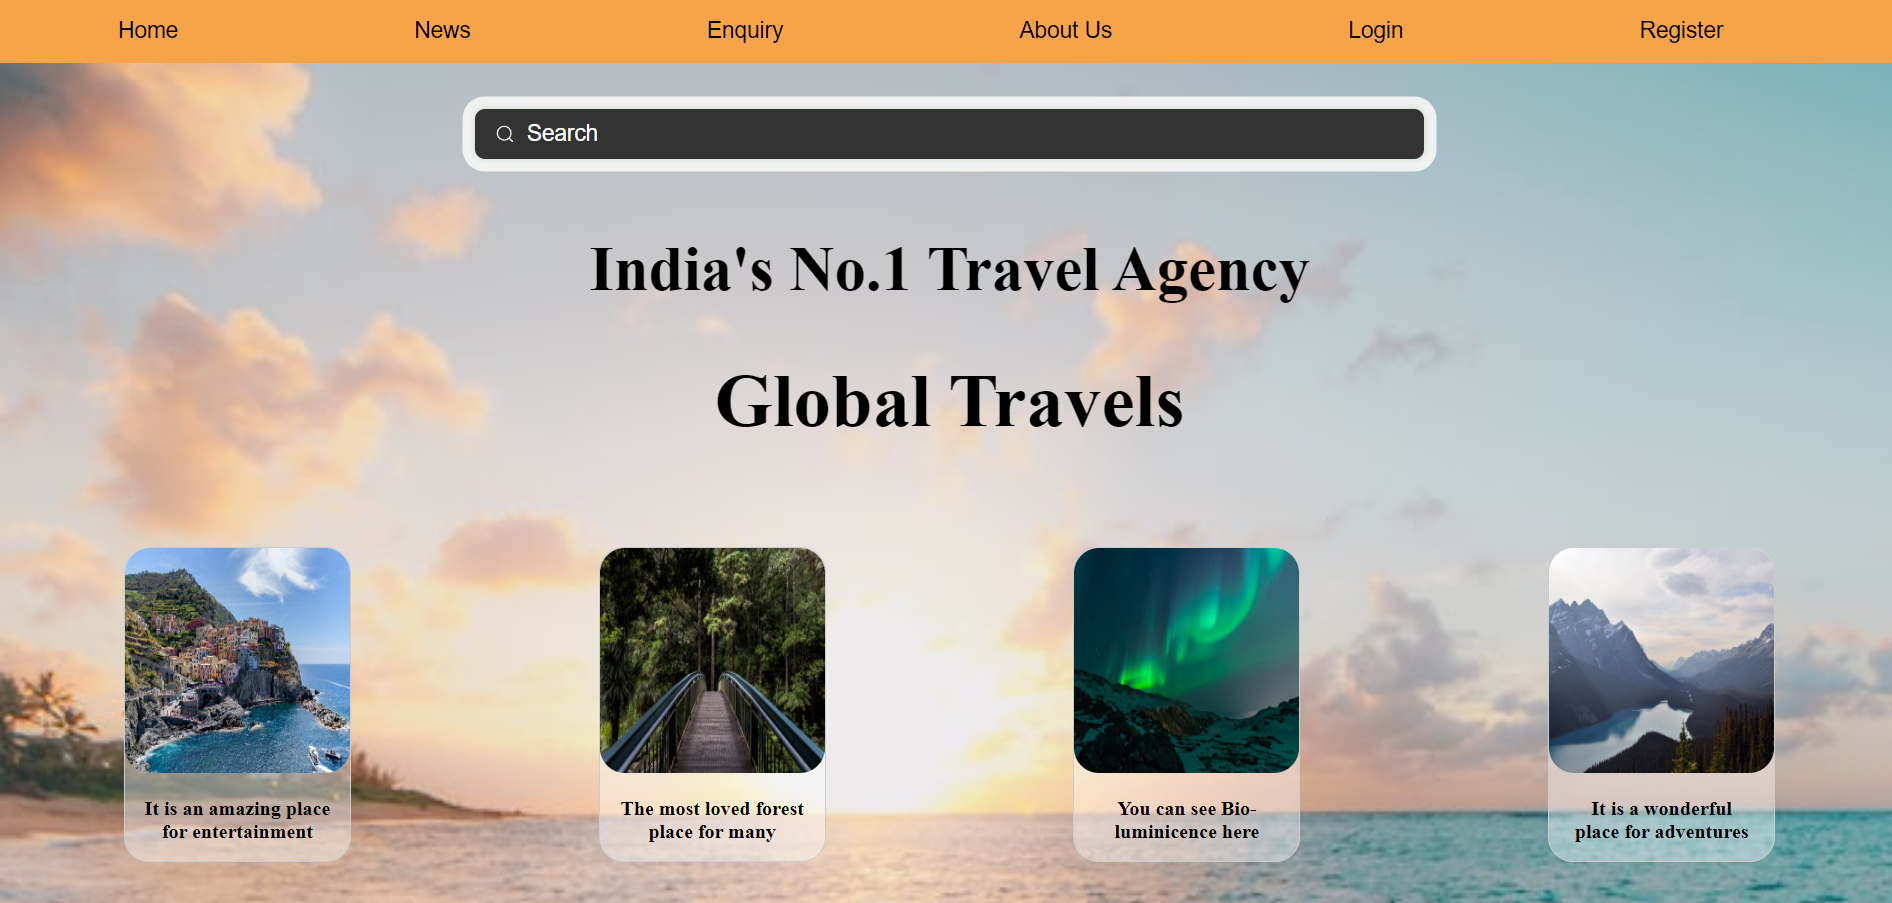 Home News Enquiry About Us Login Register
Search
India's No.1 Travel Agency
Global Travels
It is an amazing place
for entertainment
The most loved forest
place for many
You can see Bio-
luminicence here
It is a wonderful
place for adventures